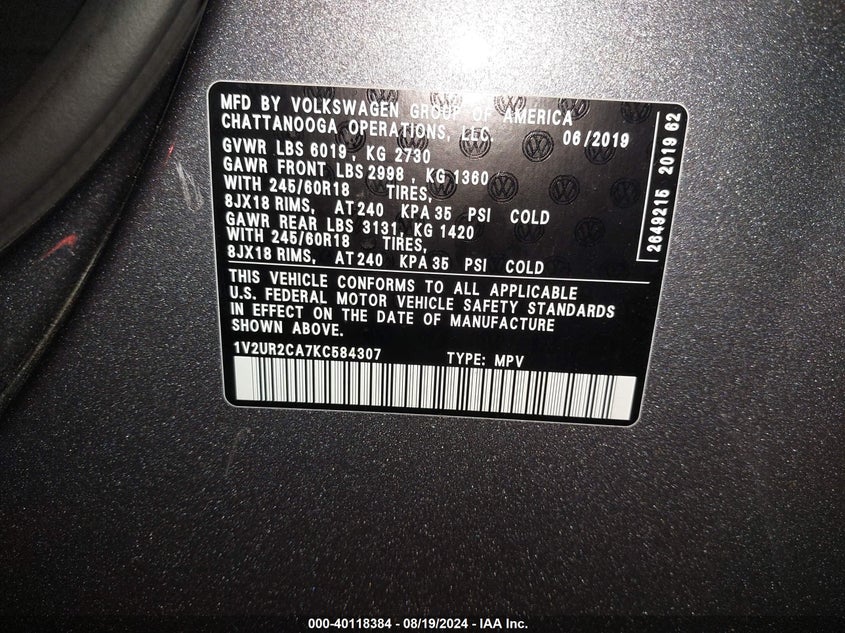 MFD BY VOLKSWAGEN GROUP OF AMERICA
CHATTANOOGA OPERATIONS, LLC 06/2019
GVWR LBS 6019, KG 2730
GAWR FRONT LBS 2998, KG 1360
WITH 245/60R18 TIRES,
8JX18 RIMS, AT 240 KPA 35 PSI COLD
GAWR REAR LBS 3131, KG 1420
WITH 245/60R18 TIRES,
8JX18 RIMS, AT 240 KPA 35 PSI COLD
THIS VEHICLE CONFORMS TO ALL APPLICABLE
U.S. FEDERAL MOTOR VEHICLE SAFETY STANDARDS
IN EFFECT ON THE DATE OF MANUFACTURE
SHOWN ABOVE.
1V2UR2CA7KC584307 TYPE: MPV
2649215 2019 62
000-40118384 - 08/19/2024 - IAA Inc.